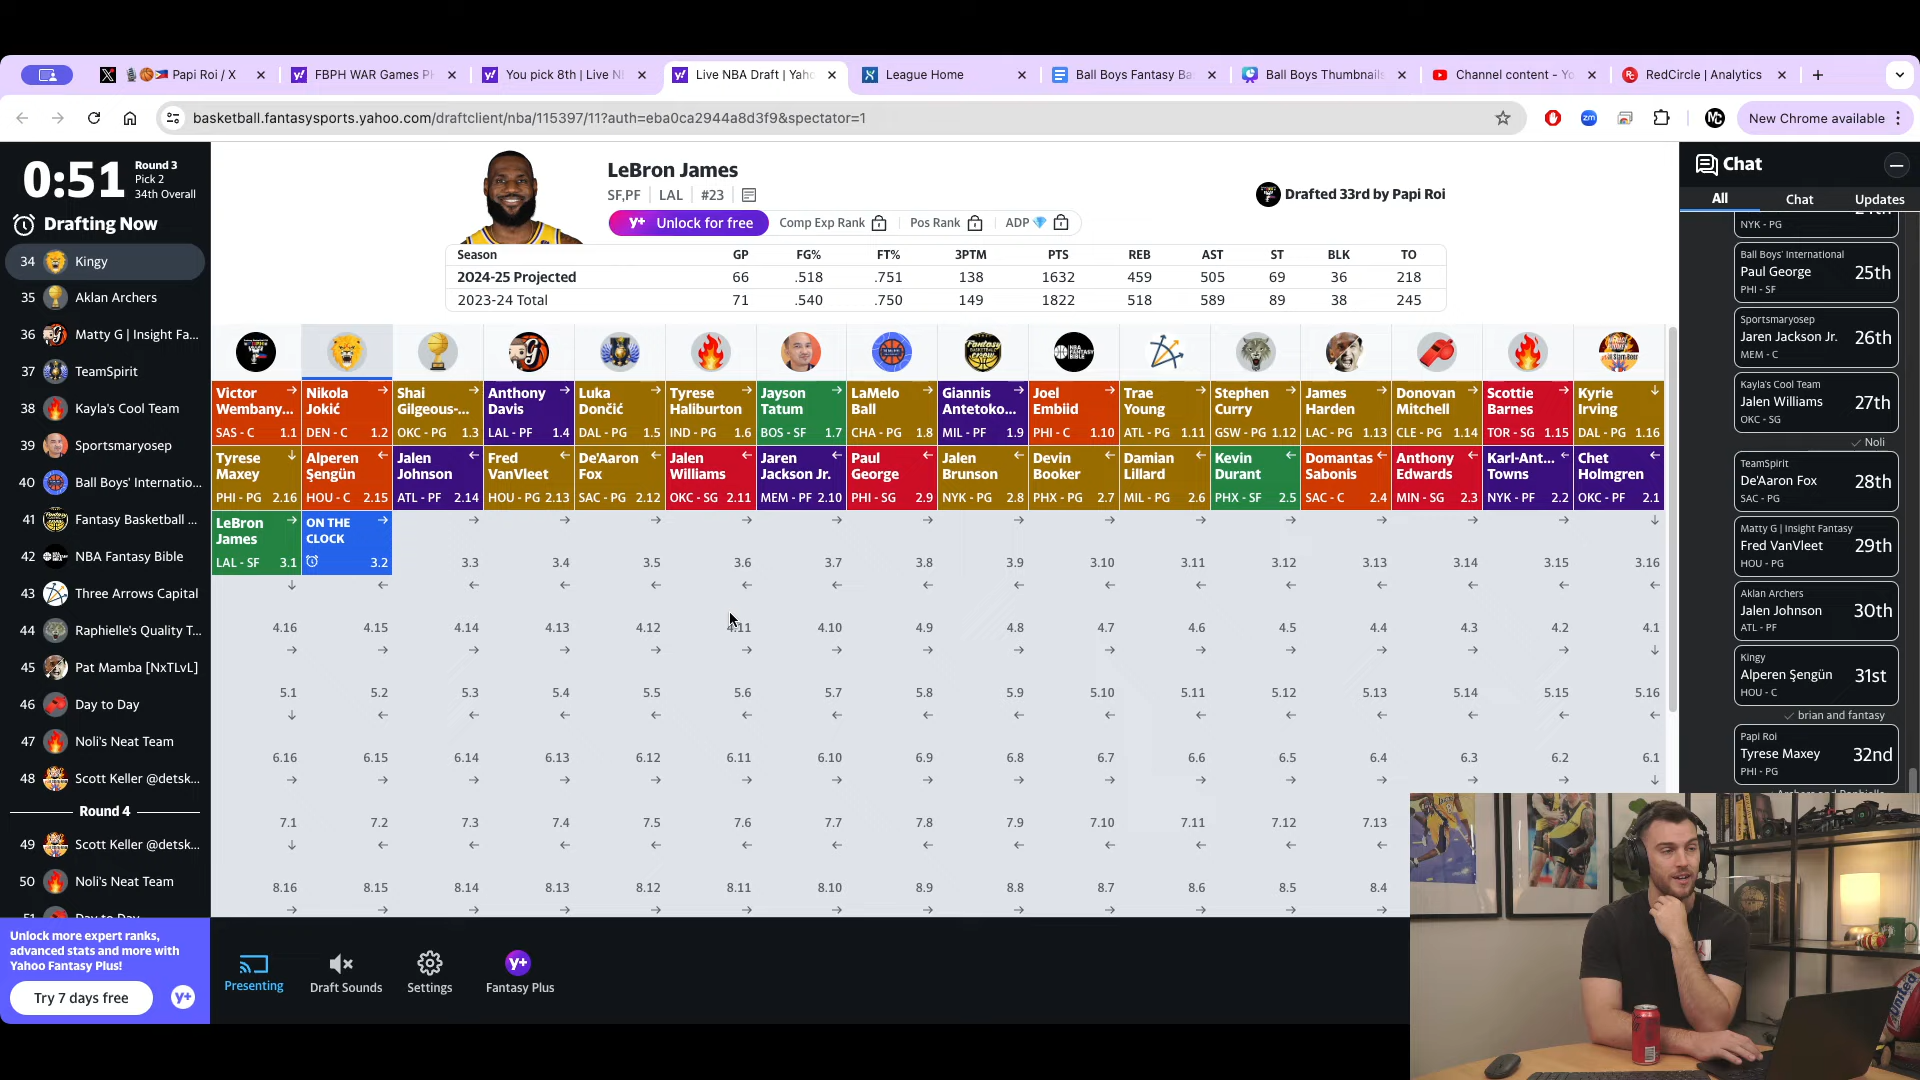 Papi Roi / X
FBPH WAR Games P
You pick 8th | Live N
Live NBA Draft | Yaho
League Home
Ball Boys Fantasy Ba
Ball Boys Thumbnails
Channel content - Yo
RedCircle | Analytics
basketball.fantasysports.yahoo.com/draftclient/nba/115397/11?auth=eba0ca2944a8d3f9&spectator=1
New Chrome available
0:51
Round 3
Pick 2
34th Overall
Drafting Now
34 Kingy
35 Aklan Archers
36 Matty G | Insight Fa...
37 TeamSpirit
38 Kayla's Cool Team
39 Sportsmaryosep
40 Ball Boys' Internatio...
41 Fantasy Basketball ...
42 NBA Fantasy Bible
43 Three Arrows Capital
44 Raphielle's Quality T...
45 Pat Mamba [NxTLvL]
46 Day to Day
47 Noli's Neat Team
48 Scott Keller @detsk...
Round 4
49 Scott Keller @detsk...
50 Noli's Neat Team
51 Day to Day
Unlock more expert ranks,
advanced stats and more with
Yahoo Fantasy Plus!
Try 7 days free
y+
LeBron James
SF,PF LAL #23
y+ Unlock for free
Comp Exp Rank
Pos Rank
ADP
Drafted 33rd by Papi Roi
Season GP FG% FT% 3PTM PTS REB AST ST BLK TO
2024-25 Projected 66 .518 .751 138 1632 459 505 69 36 218
2023-24 Total 71 .540 .750 149 1822 518 589 89 38 245
Victor Wembany... SAS - C 1.1
Nikola Jokić DEN - C 1.2
Shai Gilgeous-... OKC - PG 1.3
Anthony Davis LAL - PF 1.4
Luka Dončić DAL - PG 1.5
Tyrese Haliburton IND - PG 1.6
Jayson Tatum BOS - SF 1.7
LaMelo Ball CHA - PG 1.8
Giannis Antetoko... MIL - PF 1.9
Joel Embiid PHI - C 1.10
Trae Young ATL - PG 1.11
Stephen Curry GSW - PG 1.12
James Harden LAC - PG 1.13
Donovan Mitchell CLE - PG 1.14
Scottie Barnes TOR - SG 1.15
Kyrie Irving DAL - PG 1.16
Tyrese Maxey PHI - PG 2.16
Alperen Şengün HOU - C 2.15
Jalen Johnson ATL - PF 2.14
Fred VanVleet HOU - PG 2.13
De'Aaron Fox SAC - PG 2.12
Jalen Williams OKC - SG 2.11
Jaren Jackson Jr. MEM - PF 2.10
Paul George PHI - SG 2.9
Jalen Brunson NYK - PG 2.8
Devin Booker PHX - PG 2.7
Damian Lillard MIL - PG 2.6
Kevin Durant PHX - SF 2.5
Domantas Sabonis SAC - C 2.4
Anthony Edwards MIN - SG 2.3
Karl-Ant... Towns NYK - PF 2.2
Chet Holmgren OKC - PF 2.1
LeBron James LAL - SF 3.1
ON THE CLOCK 3.2
3.3 3.4 3.5 3.6 3.7 3.8 3.9 3.10 3.11 3.12 3.13 3.14 3.15 3.16
4.16 4.15 4.14 4.13 4.12 4.11 4.10 4.9 4.8 4.7 4.6 4.5 4.4 4.3 4.2 4.1
5.1 5.2 5.3 5.4 5.5 5.6 5.7 5.8 5.9 5.10 5.11 5.12 5.13 5.14 5.15 5.16
6.16 6.15 6.14 6.13 6.12 6.11 6.10 6.9 6.8 6.7 6.6 6.5 6.4 6.3 6.2 6.1
7.1 7.2 7.3 7.4 7.5 7.6 7.7 7.8 7.9 7.10 7.11 7.12 7.13
8.16 8.15 8.14 8.13 8.12 8.11 8.10 8.9 8.8 8.7 8.6 8.5 8.4
Presenting
Draft Sounds
Settings
y+
Fantasy Plus
Chat
All Chat Updates
NYK - PG
Ball Boys' International
Paul George 25th
PHI - SF
Sportsmaryosep
Jaren Jackson Jr. 26th
MEM - C
Kayla's Cool Team
Jalen Williams 27th
OKC - SG
Noli
TeamSpirit
De'Aaron Fox 28th
SAC - PG
Matty G | Insight Fantasy
Fred VanVleet 29th
HOU - PG
Aklan Archers
Jalen Johnson 30th
ATL - PF
Kingy
Alperen Şengün 31st
HOU - C
brian and fantasy
Papi Roi
Tyrese Maxey 32nd
PHI - PG